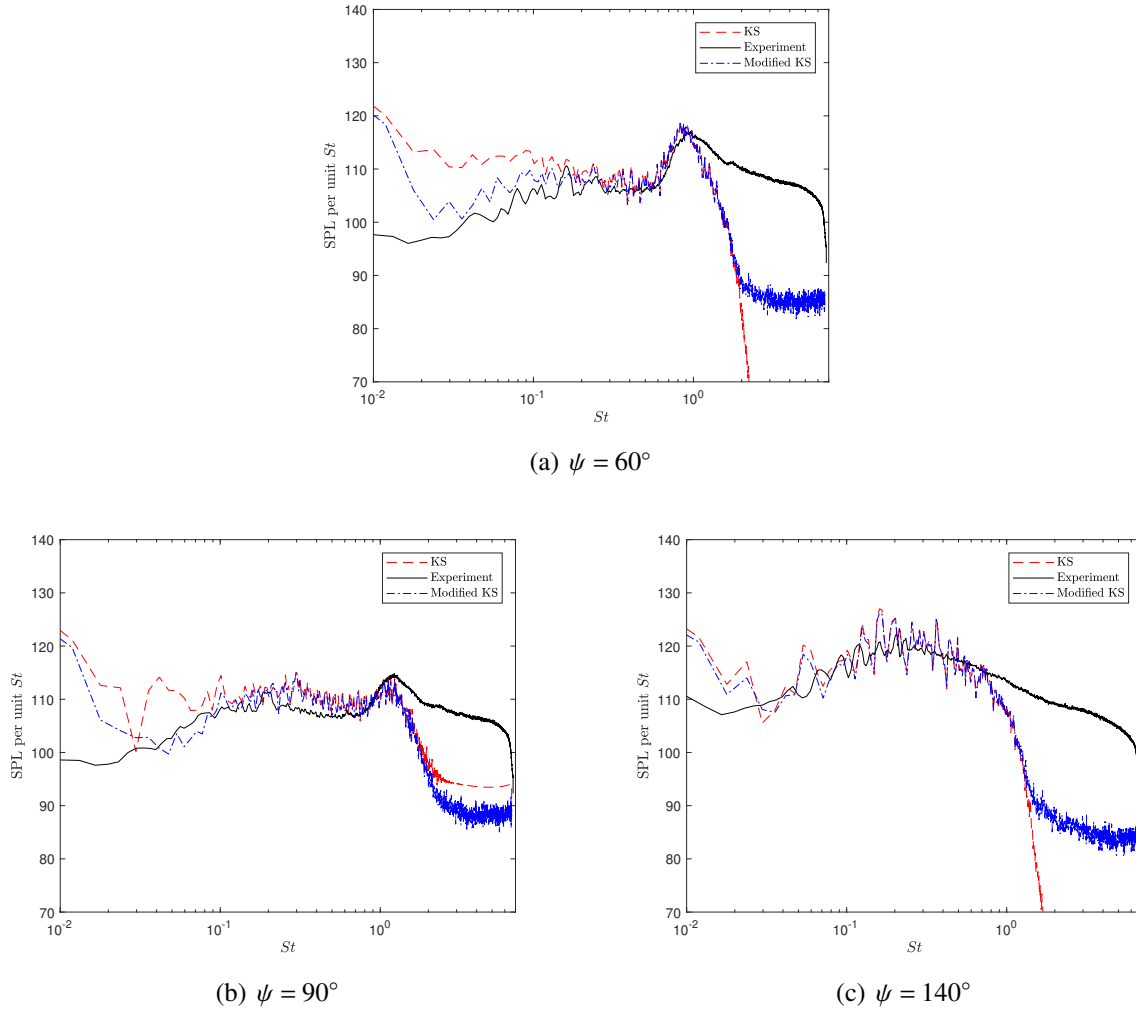 140
130
120
110
100
90
80
70
SPL per unit St
KS
Experiment
Modified KS
10^-2
10^-1
10^0
St
(a) ψ = 60°
140
130
120
110
100
90
80
70
SPL per unit St
KS
Experiment
Modified KS
10^-2
10^-1
10^0
St
(b) ψ = 90°
140
130
120
110
100
90
80
70
SPL per unit St
KS
Experiment
Modified KS
10^-2
10^-1
10^0
St
(c) ψ = 140°